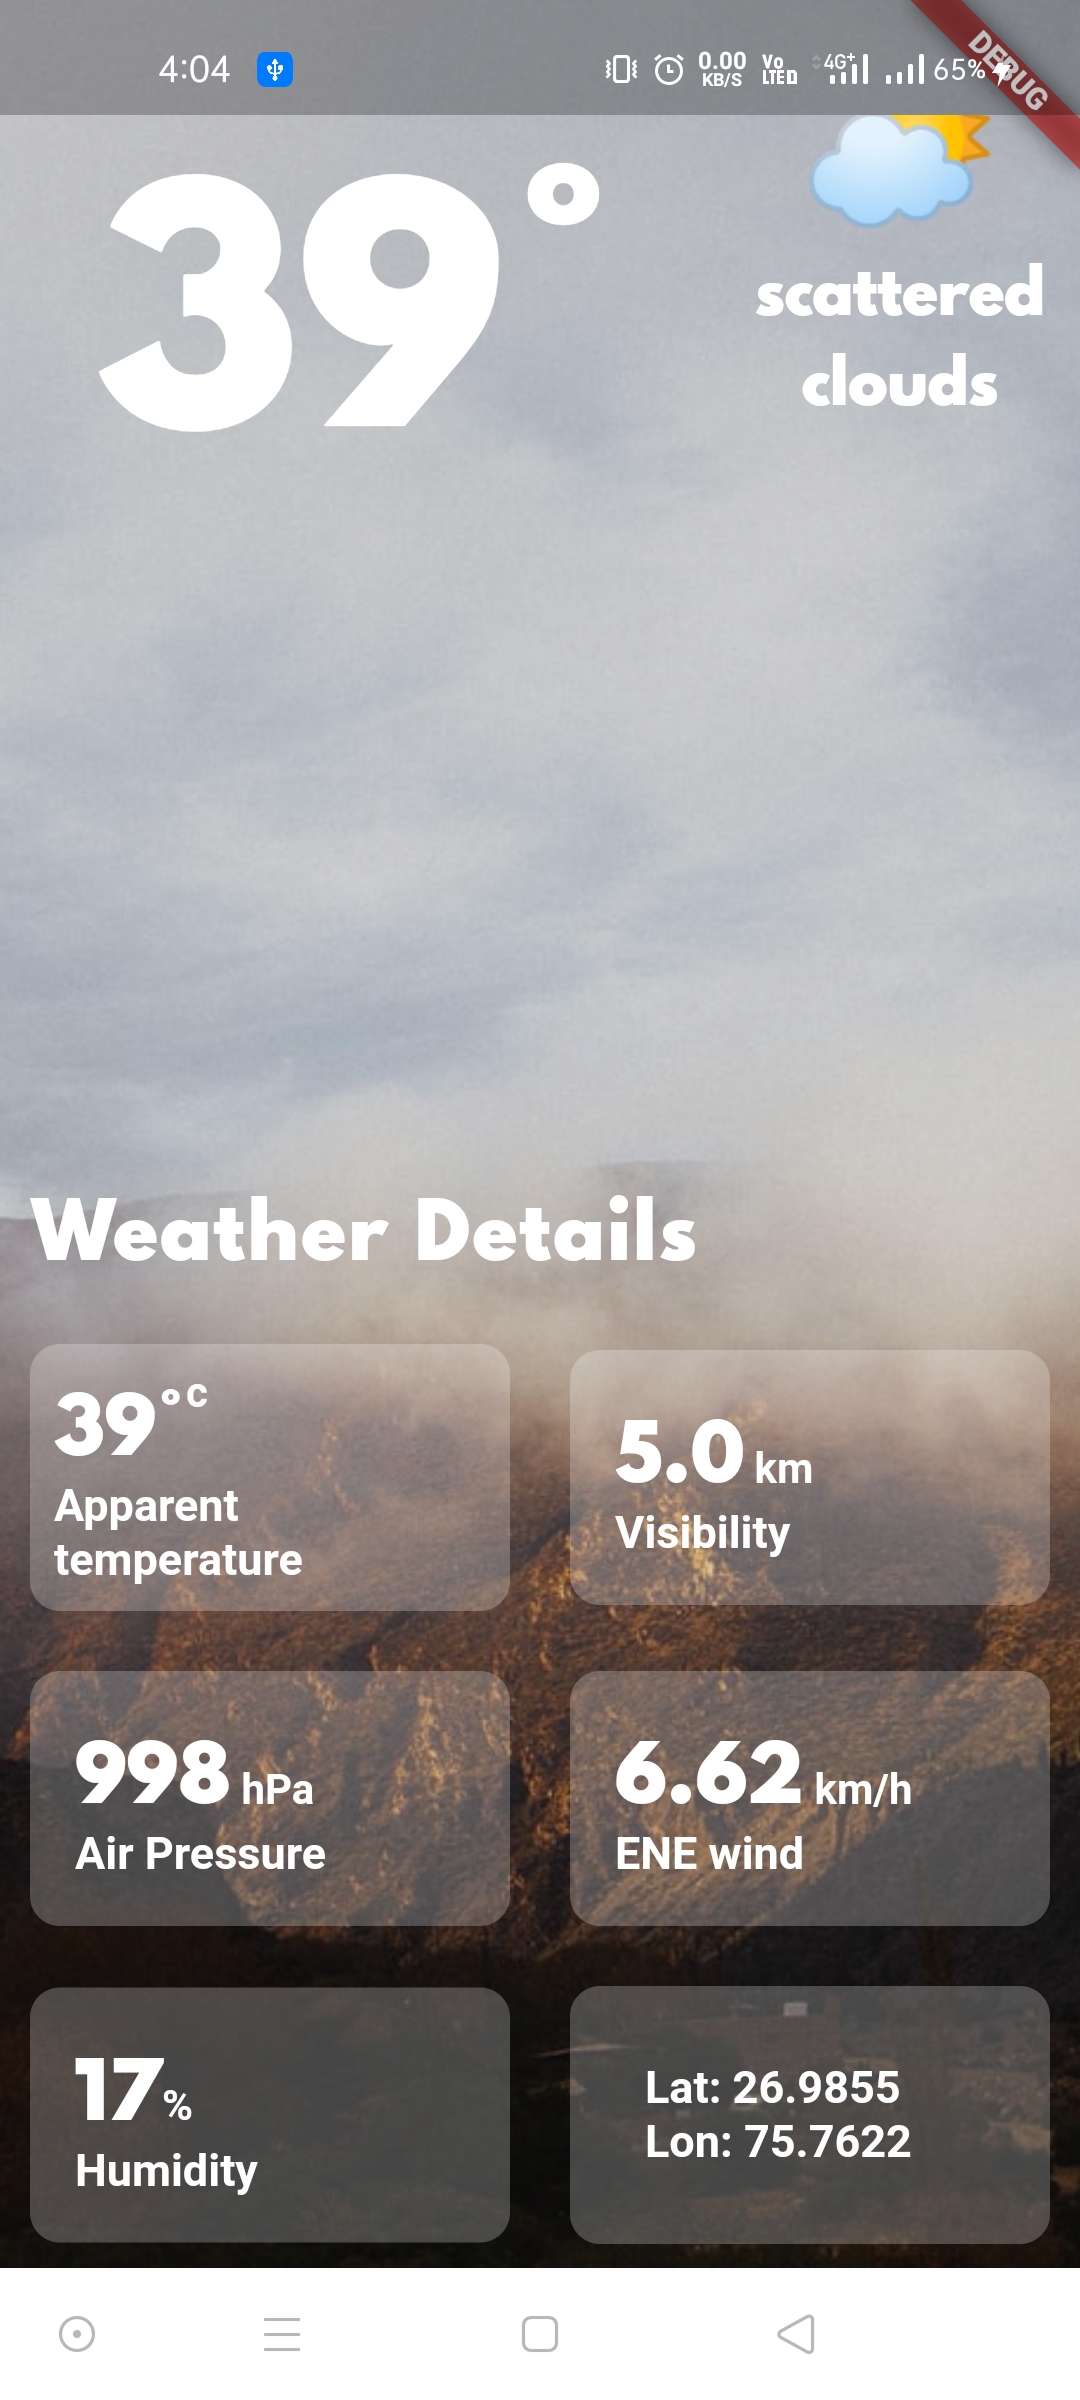 4:04 0.00 KB/S Vo LTED 4G+ 65%
DEBUG
39°
scattered
clouds
Weather Details
39°C
Apparent
temperature
5.0 km
Visibility
998 hPa
Air Pressure
6.62 km/h
ENE wind
17%
Humidity
Lat: 26.9855
Lon: 75.7622